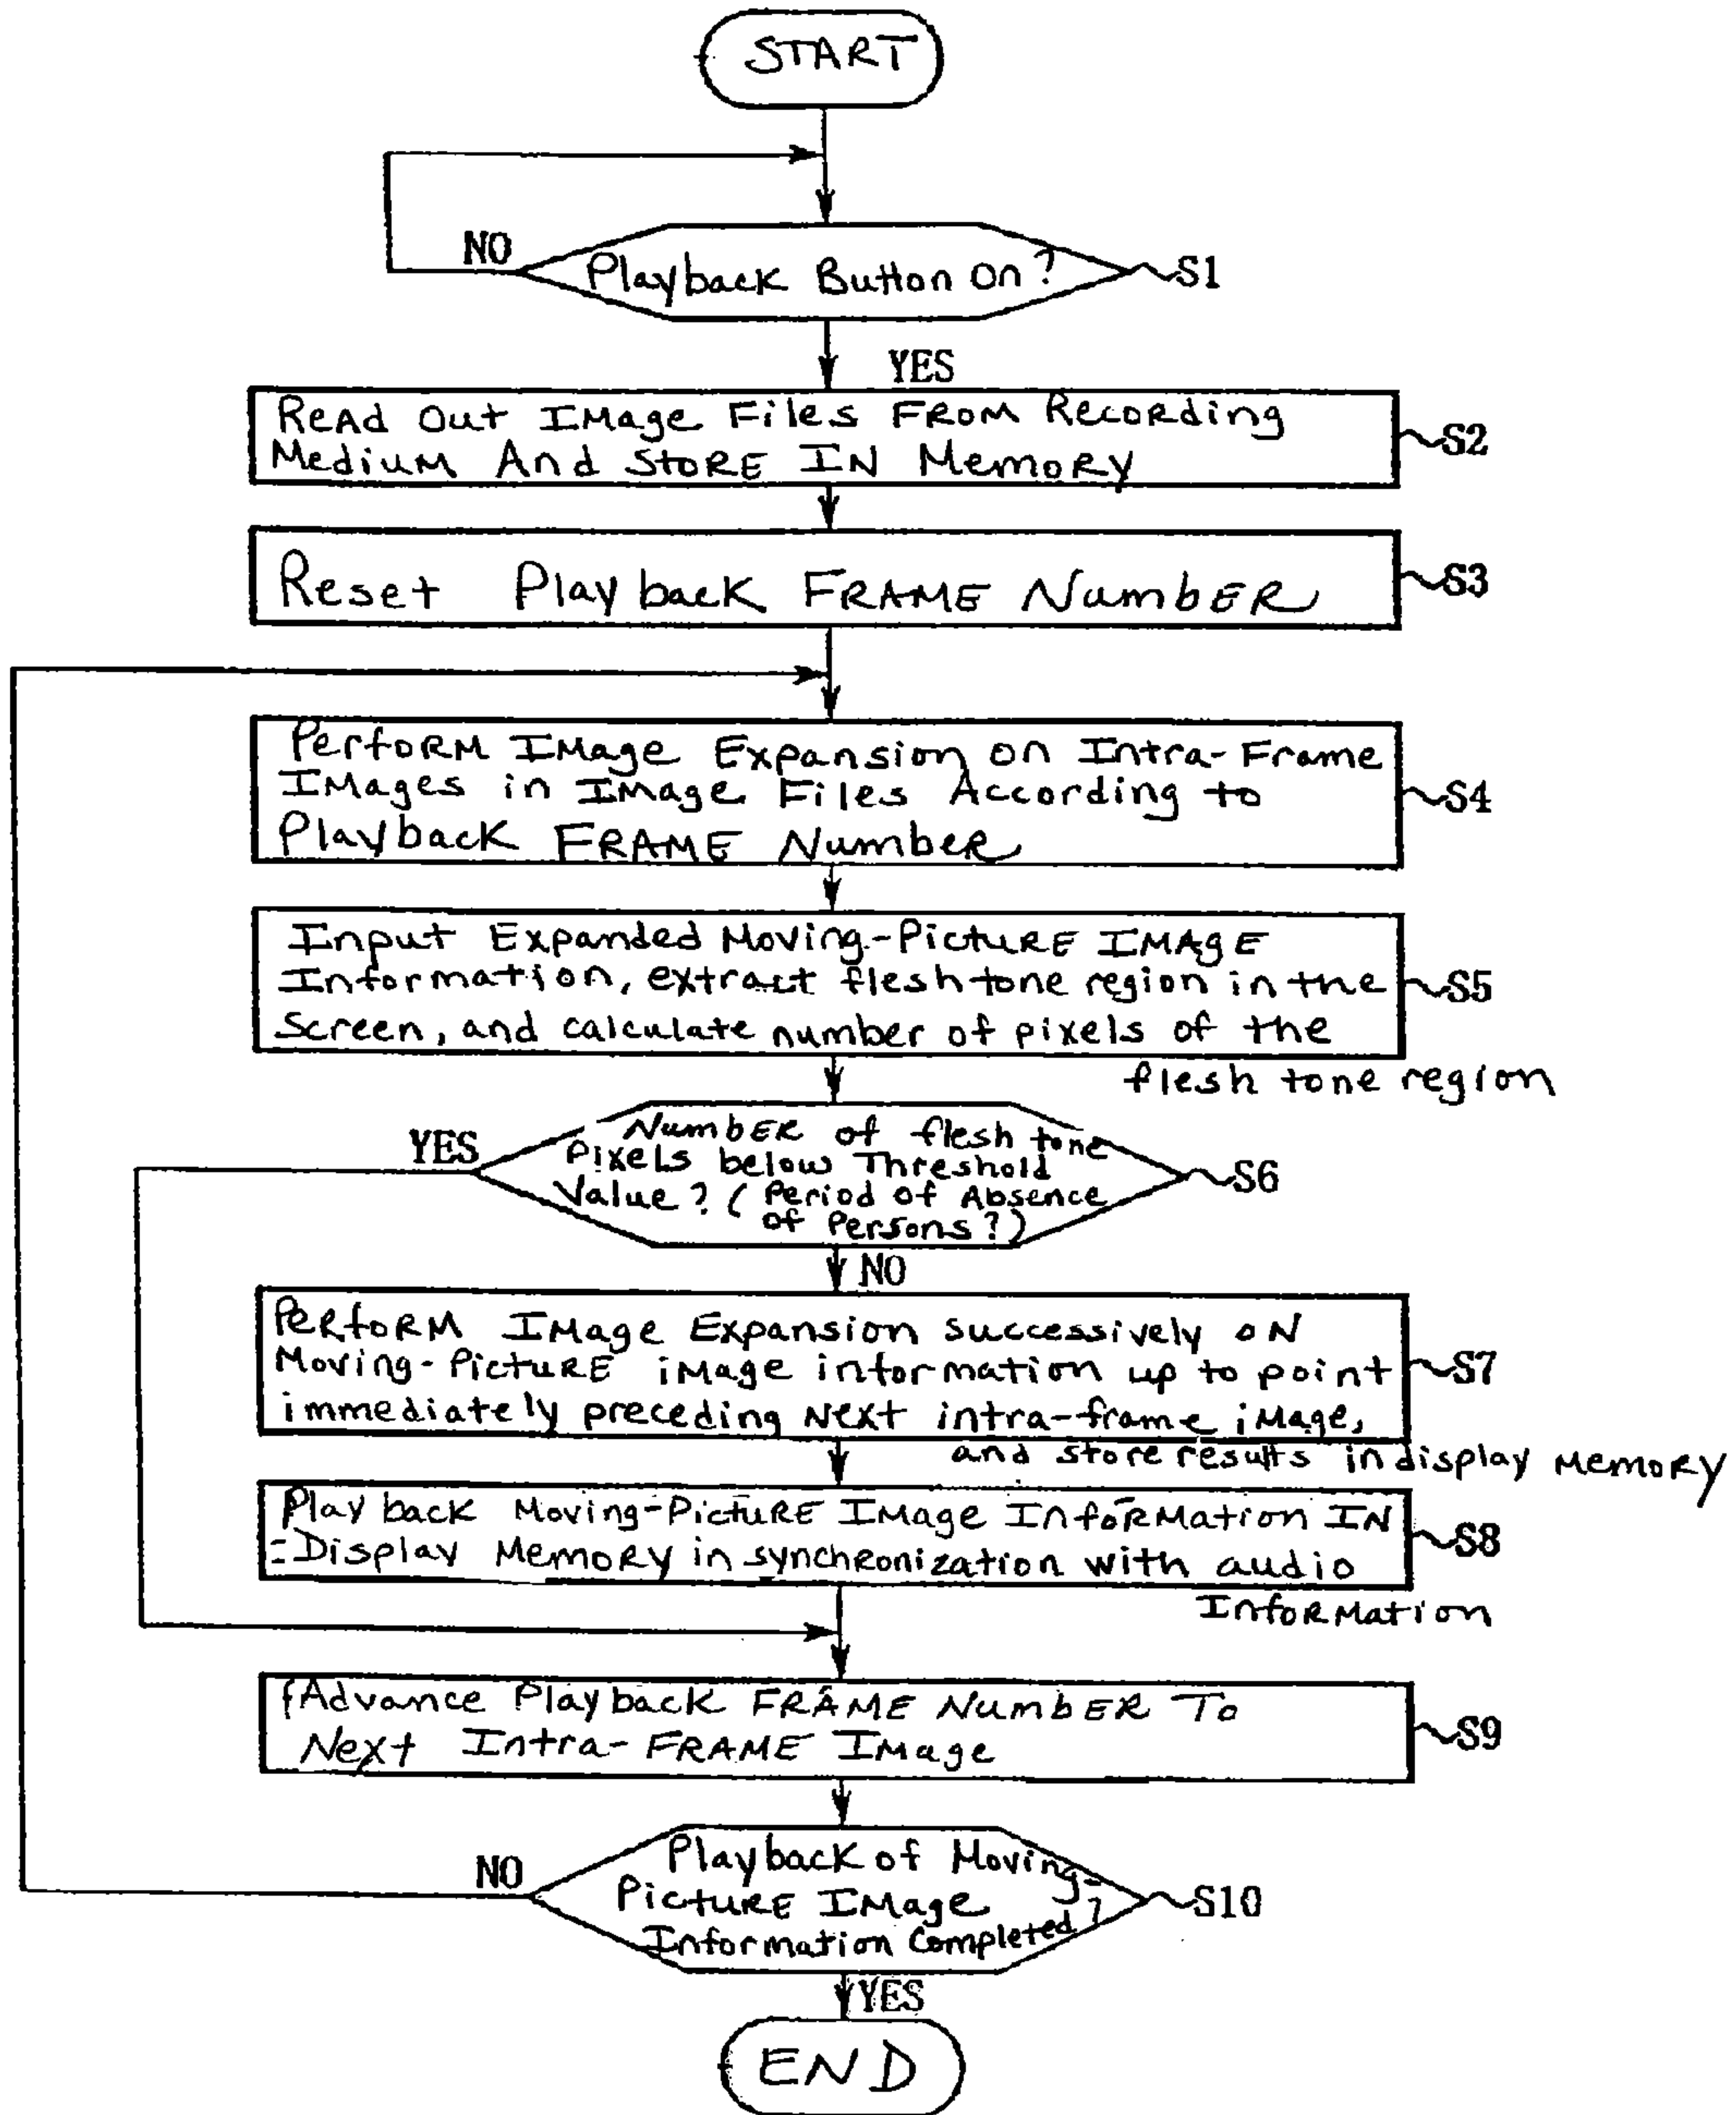 START
NO
Playback Button On?
S1
YES
Read Out Image Files From Recording
Medium And Store In Memory
S2
Reset Playback Frame Number
S3
Perform Image Expansion on Intra-Frame
Images in Image Files According to
Playback Frame Number
S4
Input Expanded Moving-Picture Image
Information, extract flesh tone region in the
screen, and calculate number of pixels of the
flesh tone region
S5
YES
Number of flesh tone
Pixels below Threshold
Value? (Period of Absence
of Persons?)
S6
NO
Perform Image Expansion successively on
Moving-Picture image information up to point
immediately preceding next intra-frame image,
and store results in display memory
S7
Play back Moving-Picture Image Information In
Display Memory in synchronization with audio
Information
S8
Advance Playback Frame Number To
Next Intra-Frame Image
S9
NO
Playback of Moving-
Picture Image
Information Completed?
S10
YES
END